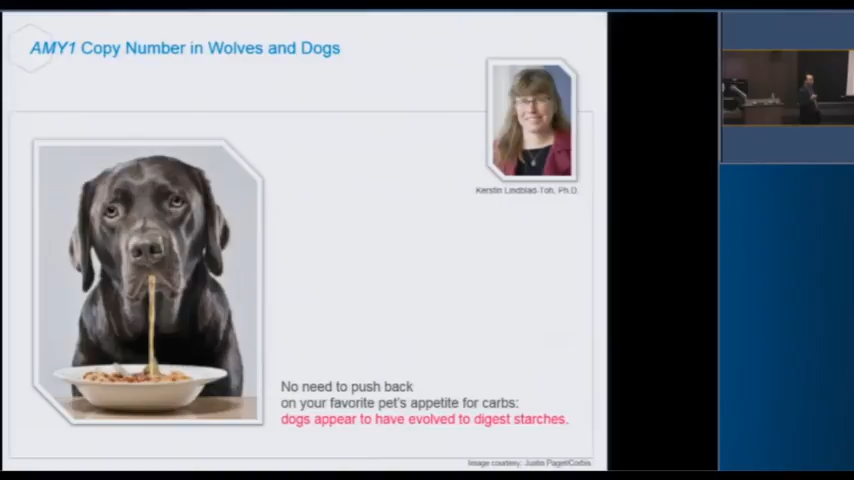 AMY1 Copy Number in Wolves and Dogs
Kerstin Lindblad-Toh, Ph.D.
No need to push back
on your favorite pet's appetite for carbs:
dogs appear to have evolved to digest starches.
Image courtesy: Justin Paget/Corbis